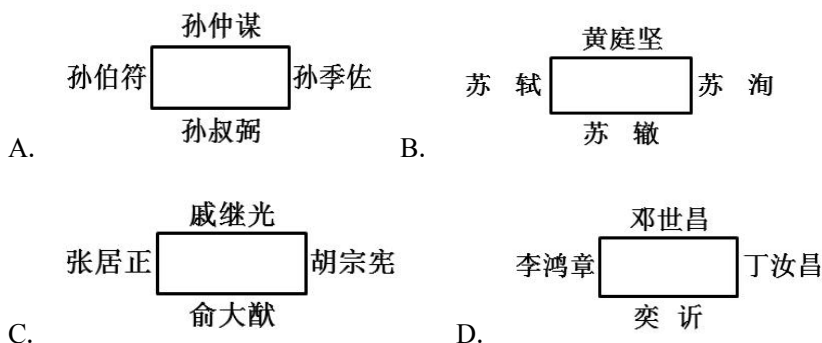 孙仲谋
孙伯符 孙季佐
孙叔弼
A.
黄庭坚
苏 轼 苏 洵
苏 辙
B.
戚继光
张居正 胡宗宪
俞大猷
C.
邓世昌
李鸿章 丁汝昌
奕 䜣
D.